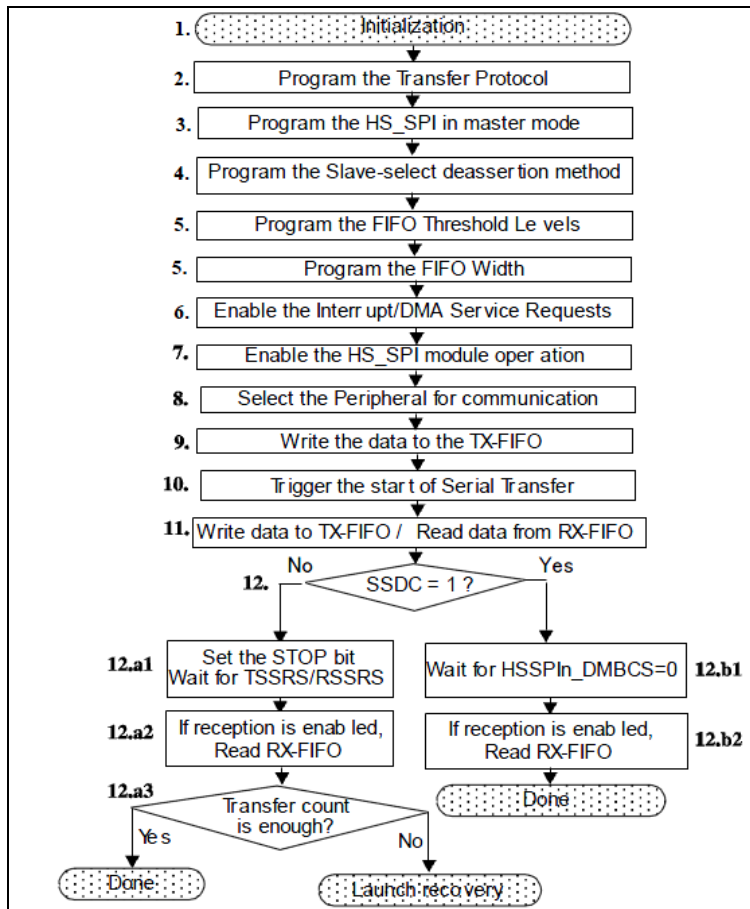 1. Initialization
2. Program the Transfer Protocol
3. Program the HS_SPI in master mode
4. Program the Slave-select deassertion method
5. Program the FIFO Threshold Le vels
5. Program the FIFO Width
6. Enable the Interrupt/DMA Service Requests
7. Enable the HS_SPI module oper ation
8. Select the Peripheral for communication
9. Write the data to the TX-FIFO
10. Trigger the start of Serial Transfer
11. Write data to TX-FIFO / Read data from RX-FIFO
No
Yes
12. SSDC = 1 ?
12.a1 Set the STOP bit
Wait for TSSRS/RSSRS
Wait for HSSPIn_DMBCS=0 12.b1
12.a2 If reception is enab led,
Read RX-FIFO
If reception is enab led, 12.b2
Read RX-FIFO
12.a3 Transfer count
is enough?
Done
Yes
No
Done
Launch recovery